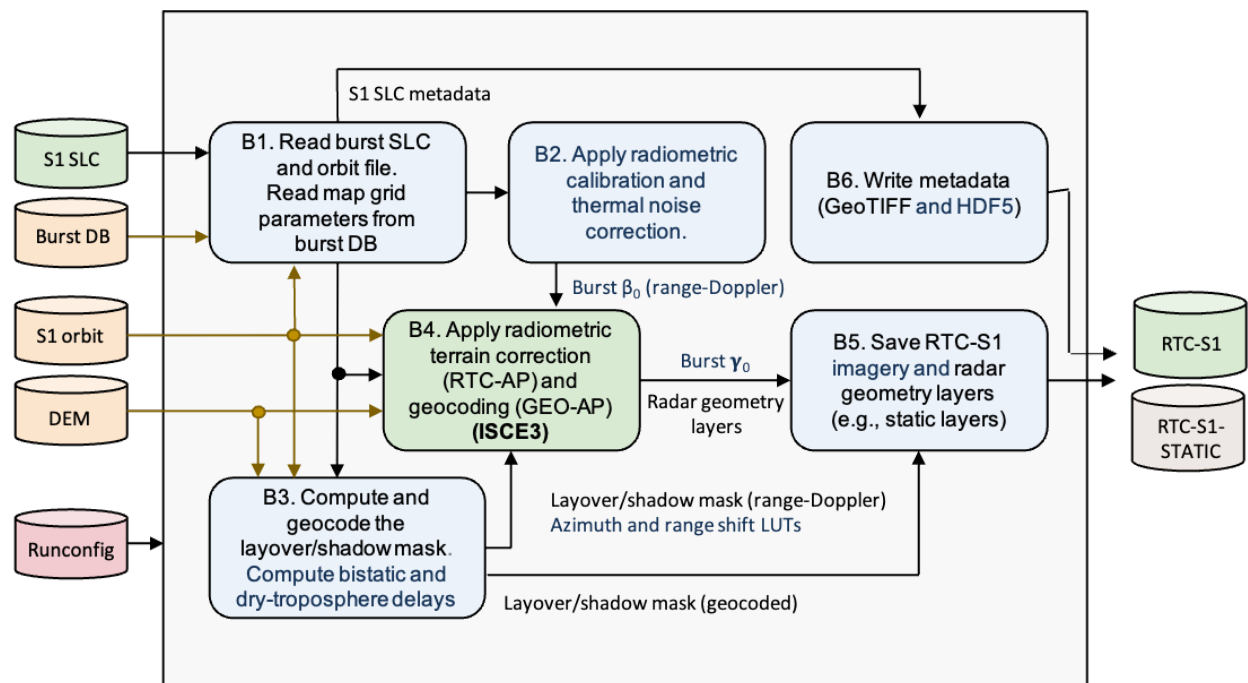 S1 SLC metadata
S1 SLC
Burst DB
S1 orbit
DEM
Runconfig
B1. Read burst SLC
and orbit file.
Read map grid
parameters from
burst DB
B2. Apply radiometric
calibration and
thermal noise
correction.
B6. Write metadata
(GeoTIFF and HDF5)
Burst β₀ (range-Doppler)
B4. Apply radiometric
terrain correction
(RTC-AP) and
geocoding (GEO-AP)
(ISCE3)
Burst γ₀
Radar geometry
layers
B5. Save RTC-S1
imagery and radar
geometry layers
(e.g., static layers)
RTC-S1
RTC-S1-
STATIC
B3. Compute and
geocode the
layover/shadow mask.
Compute bistatic and
dry-troposphere delays
Layover/shadow mask (range-Doppler)
Azimuth and range shift LUTs
Layover/shadow mask (geocoded)